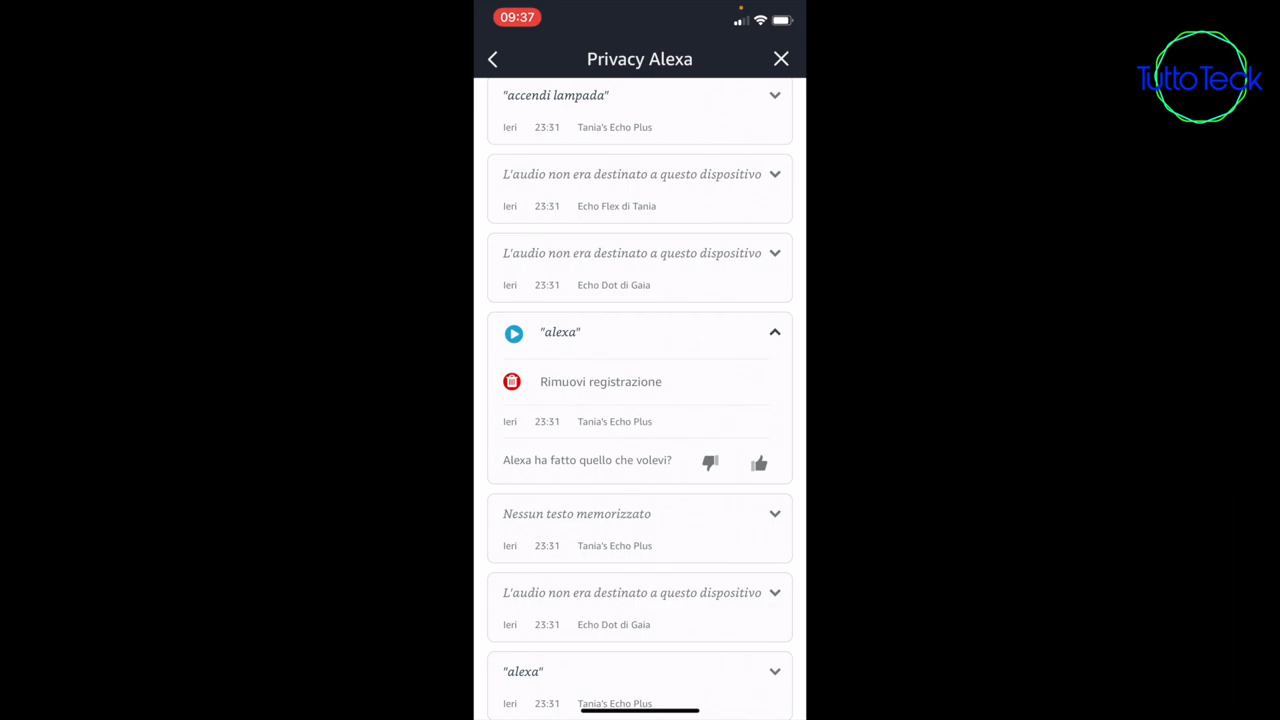 09:37
Privacy Alexa
TuttoTeck
"accendi lampada"
Ieri 23:31 Tania's Echo Plus
L'audio non era destinato a questo dispositivo
Ieri 23:31 Echo Flex di Tania
L'audio non era destinato a questo dispositivo
Ieri 23:31 Echo Dot di Gaia
"alexa"
Rimuovi registrazione
Ieri 23:31 Tania's Echo Plus
Alexa ha fatto quello che volevi?
Nessun testo memorizzato
Ieri 23:31 Tania's Echo Plus
L'audio non era destinato a questo dispositivo
Ieri 23:31 Echo Dot di Gaia
"alexa"
Ieri 23:31 Tania's Echo Plus